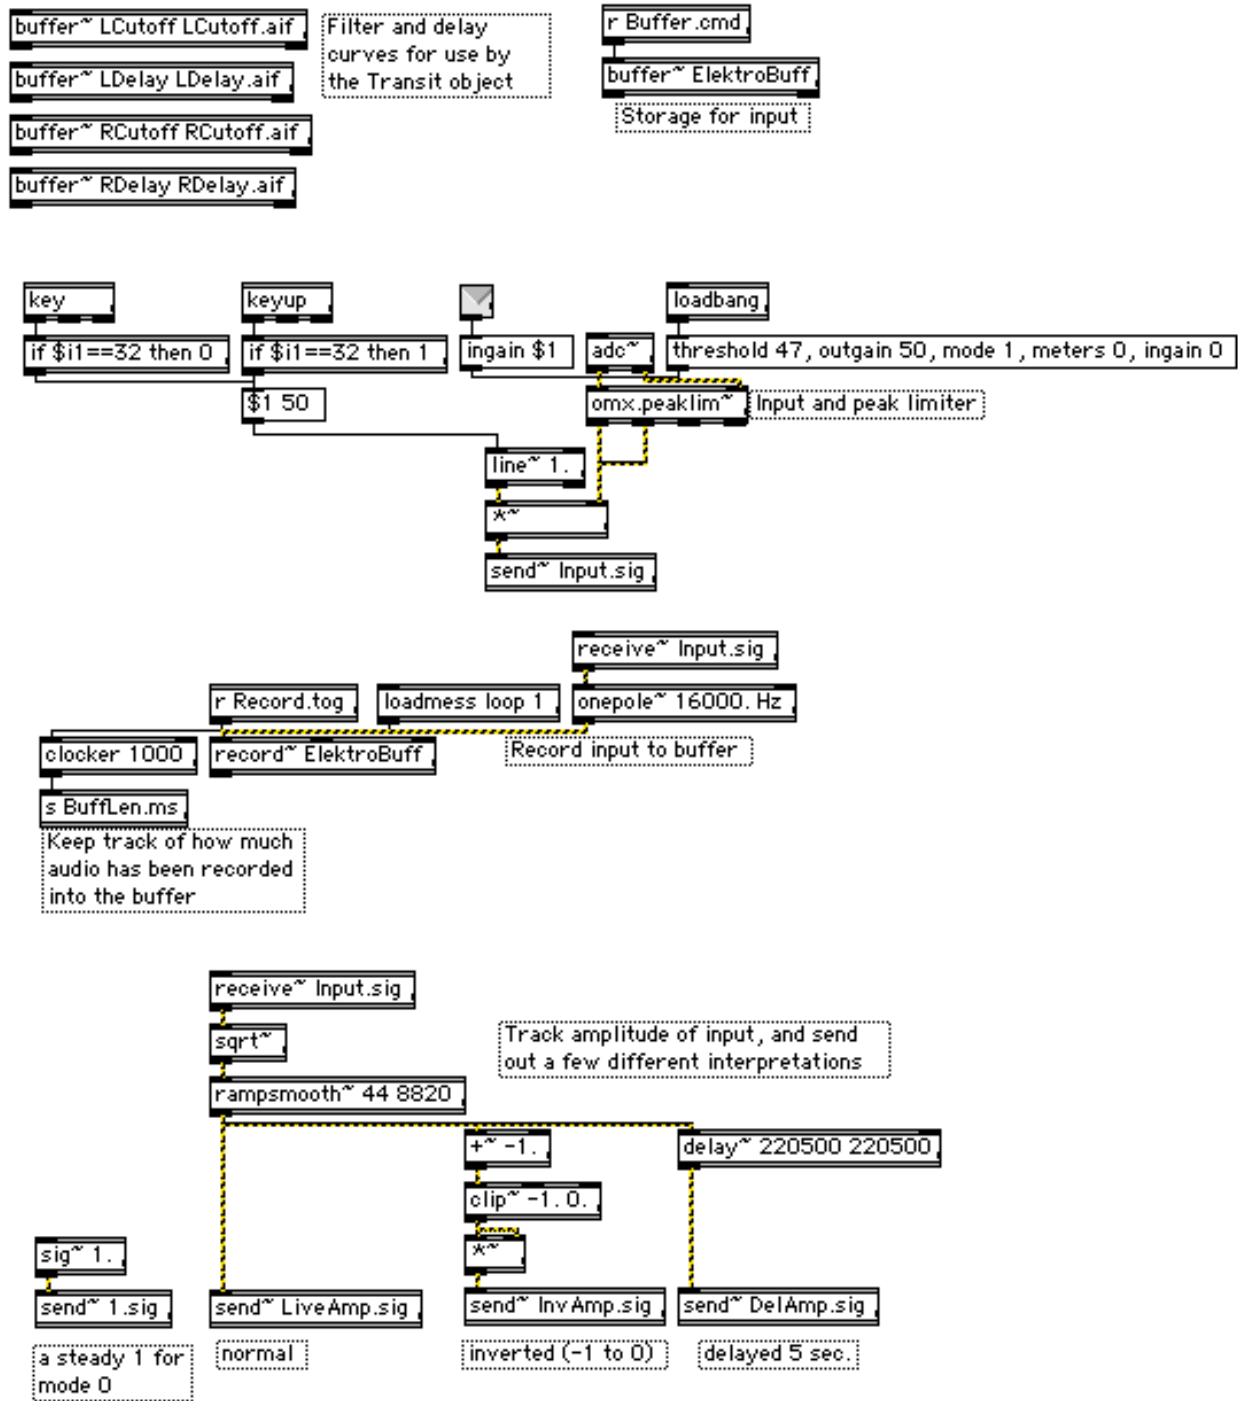 buffer~ LCutoff LCutoff.aif
buffer~ LDelay LDelay.aif
buffer~ RCutoff RCutoff.aif
buffer~ RDelay RDelay.aif
Filter and delay
curves for use by
the Transit object
r Buffer.cmd
buffer~ ElektroBuff
Storage for input
key
keyup
loadbang
if $i1==32 then 0
if $i1==32 then 1
ingain $1
adc~
threshold 47, outgain 50, mode 1, meters 0, ingain 0
$1 50
omx.peaklim~
Input and peak limiter
line~ 1.
*~
send~ Input.sig
receive~ Input.sig
r Record.tog
loadmess loop 1
onepole~ 16000. Hz
clocker 1000
record~ ElektroBuff
Record input to buffer
s BuffLen.ms
Keep track of how much
audio has been recorded
into the buffer
receive~ Input.sig
sqrt~
Track amplitude of input, and send
out a few different interpretations
rampsmooth~ 44 8820
+~ -1.
delay~ 220500 220500
clip~ -1. 0.
sig~ 1.
*~
send~ 1.sig
send~ LiveAmp.sig
send~ InvAmp.sig
send~ DelAmp.sig
a steady 1 for
mode 0
normal
inverted (-1 to 0)
delayed 5 sec.